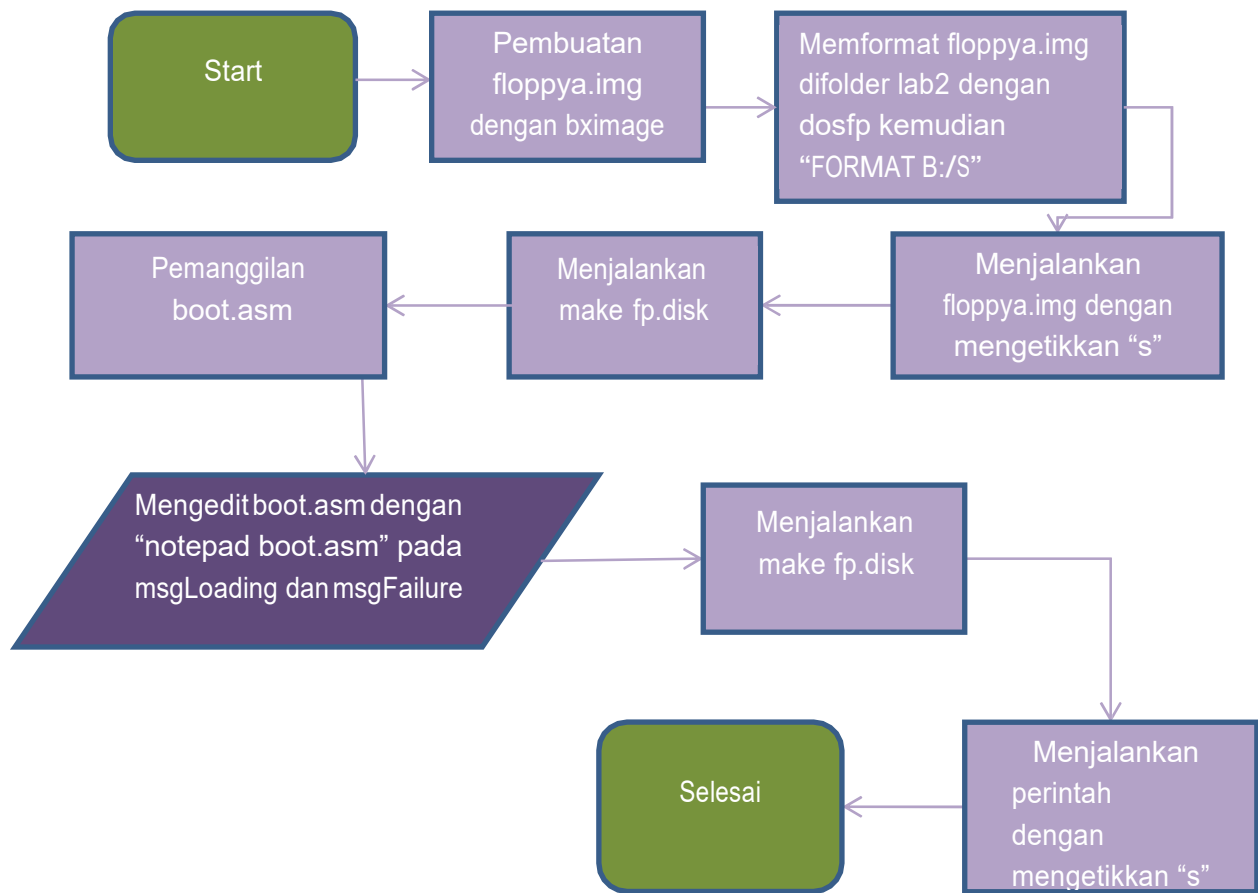 Start
Pembuatan
floppya.img
dengan bximage
Memformat floppya.img
difolder lab2 dengan
dosfp kemudian
“FORMAT B:/S”
Menjalankan
floppya.img dengan
mengetikkan “s”
Menjalankan
make fp.disk
Pemanggilan
boot.asm
Mengedit boot.asm dengan
“notepad boot.asm” pada
msgLoading dan msgFailure
Menjalankan
make fp.disk
Menjalankan
perintah
dengan
mengetikkan “s”
Selesai